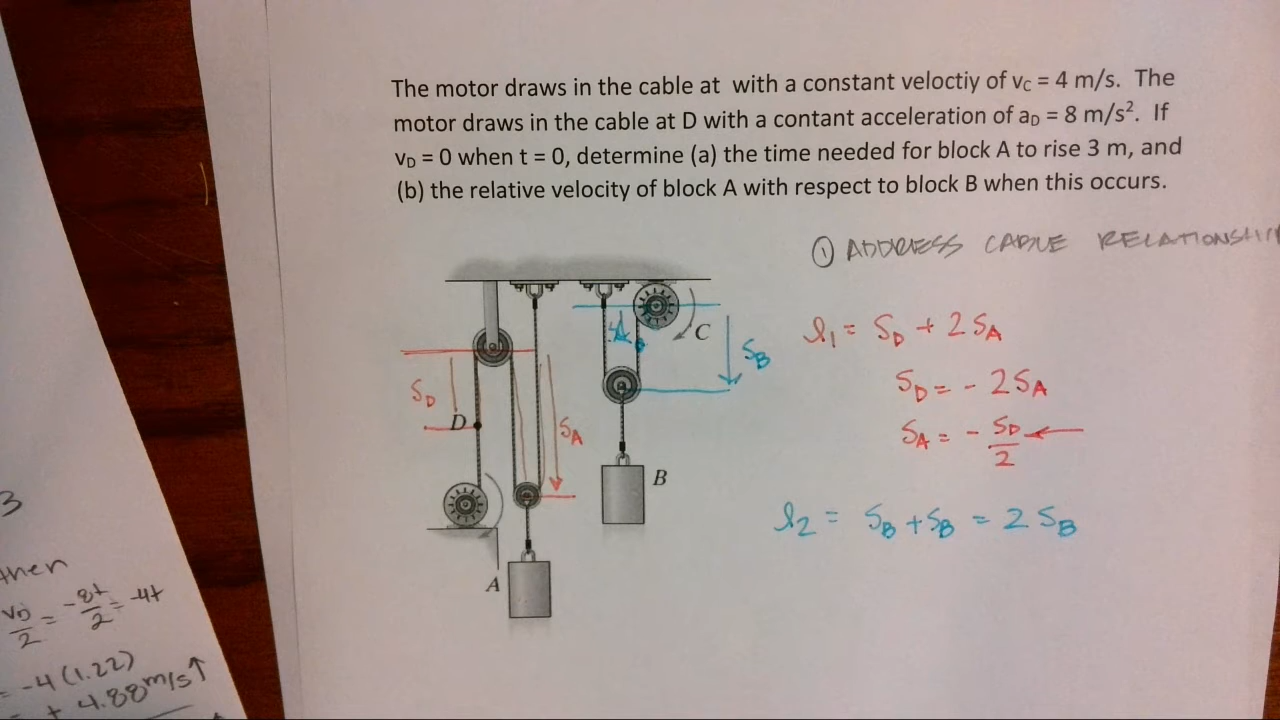 The motor draws in the cable at with a constant veloctiy of vC = 4 m/s. The
motor draws in the cable at D with a contant acceleration of aD = 8 m/s². If
vD = 0 when t = 0, determine (a) the time needed for block A to rise 3 m, and
(b) the relative velocity of block A with respect to block B when this occurs.
① ADDRESS CABLE RELATIONSHI
l1 = SD + 2SA
SD = - 2SA
SA = - SD/2
l2 = SB + SB = 2SB
SD
D
SA
A
B
C
SB
3
then
vD/2 = -8t/2 = -4t
= -4(1.22)
= + 4.88 m/s ↑